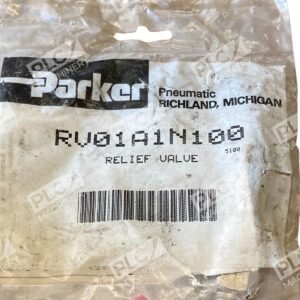 Parker
Pneumatic
RICHLAND, MICHIGAN
RV01A1N100
5100
RELIEF VALVE